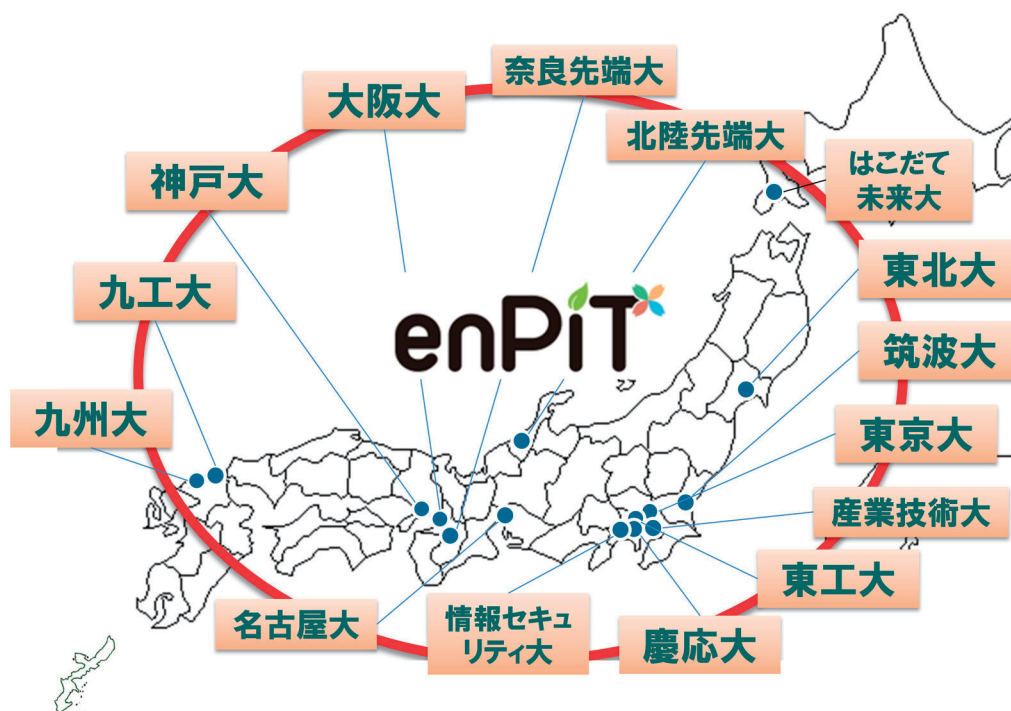 奈良先端大
大阪大
北陸先端大
はこだて
未来大
神戸大
東北大
九工大
enPiT
筑波大
九州大
東京大
産業技術大
東工大
名古屋大
情報セキュ
リティ大
慶応大